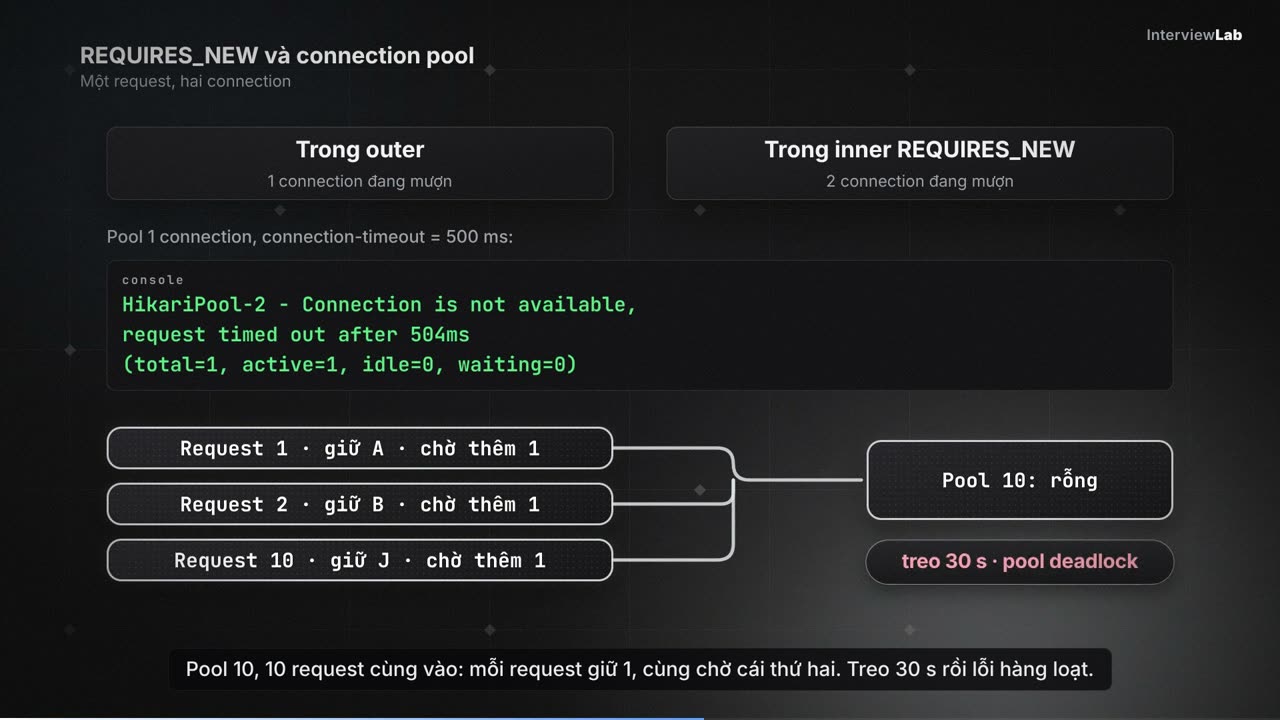 InterviewLab
REQUIRES_NEW và connection pool
Một request, hai connection
Trong outer
1 connection đang mượn
Trong inner REQUIRES_NEW
2 connection đang mượn
Pool 1 connection, connection-timeout = 500 ms:
console
HikariPool-2 - Connection is not available,
request timed out after 504ms
(total=1, active=1, idle=0, waiting=0)
Request 1 · giữ A · chờ thêm 1
Request 2 · giữ B · chờ thêm 1
Request 10 · giữ J · chờ thêm 1
Pool 10: rỗng
treo 30 s · pool deadlock
Pool 10, 10 request cùng vào: mỗi request giữ 1, cùng chờ cái thứ hai. Treo 30 s rồi lỗi hàng loạt.